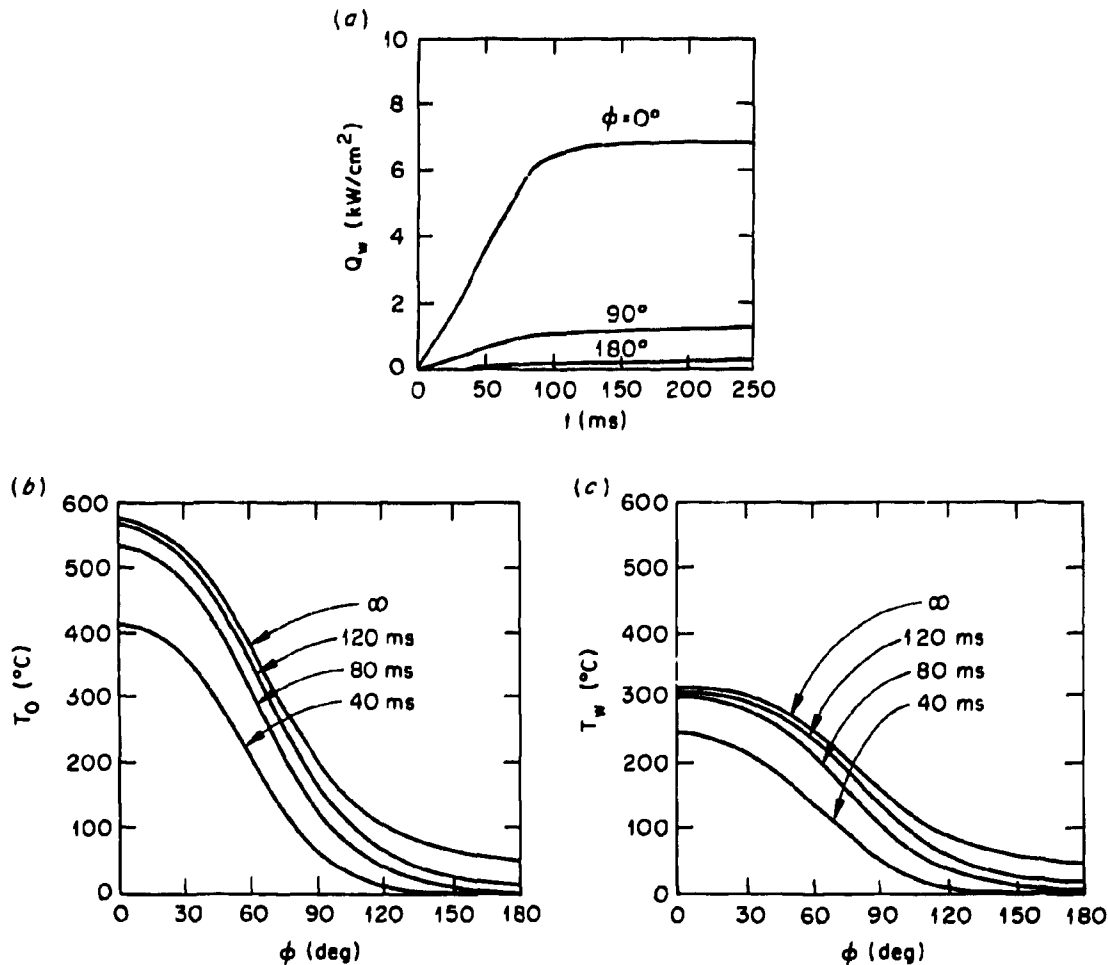 (a)
10
8
6
4
2
0
Q_w (kW/cm²)
ϕ=0°
90°
180°
0 50 100 150 200 250
t (ms)
(b)
600
500
400
300
200
100
0
T_0 (°C)
∞
120 ms
80 ms
40 ms
0 30 60 90 120 150 180
ϕ (deg)
(c)
600
500
400
300
200
100
0
T_w (°C)
∞
120 ms
80 ms
40 ms
0 30 60 90 120 150 180
ϕ (deg)